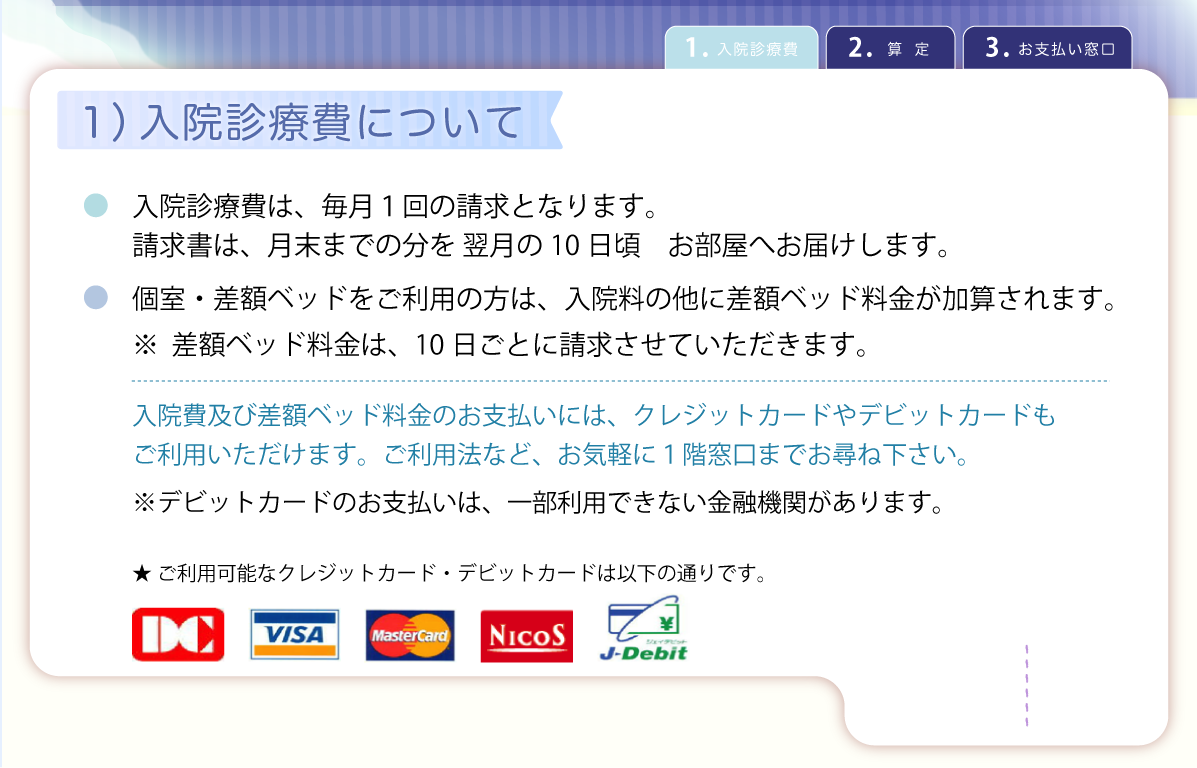 1. 入院診療費
2. 算 定
3. お支払い窓口
1）入院診療費について
入院診療費は、毎月１回の請求となります。
請求書は、月末までの分を 翌月の 10 日頃　お部屋へお届けします。
個室・差額ベッドをご利用の方は、入院料の他に差額ベッド料金が加算されます。
※ 差額ベッド料金は、10 日ごとに請求させていただきます。
入院費及び差額ベッド料金のお支払いには、クレジットカードやデビットカードも
ご利用いただけます。ご利用法など、お気軽に１階窓口までお尋ね下さい。
※デビットカードのお支払いは、一部利用できない金融機関があります。
★ ご利用可能なクレジットカード・デビットカードは以下の通りです。
DC
VISA
MasterCard
NICOS
¥
ジェイデビット
J-Debit